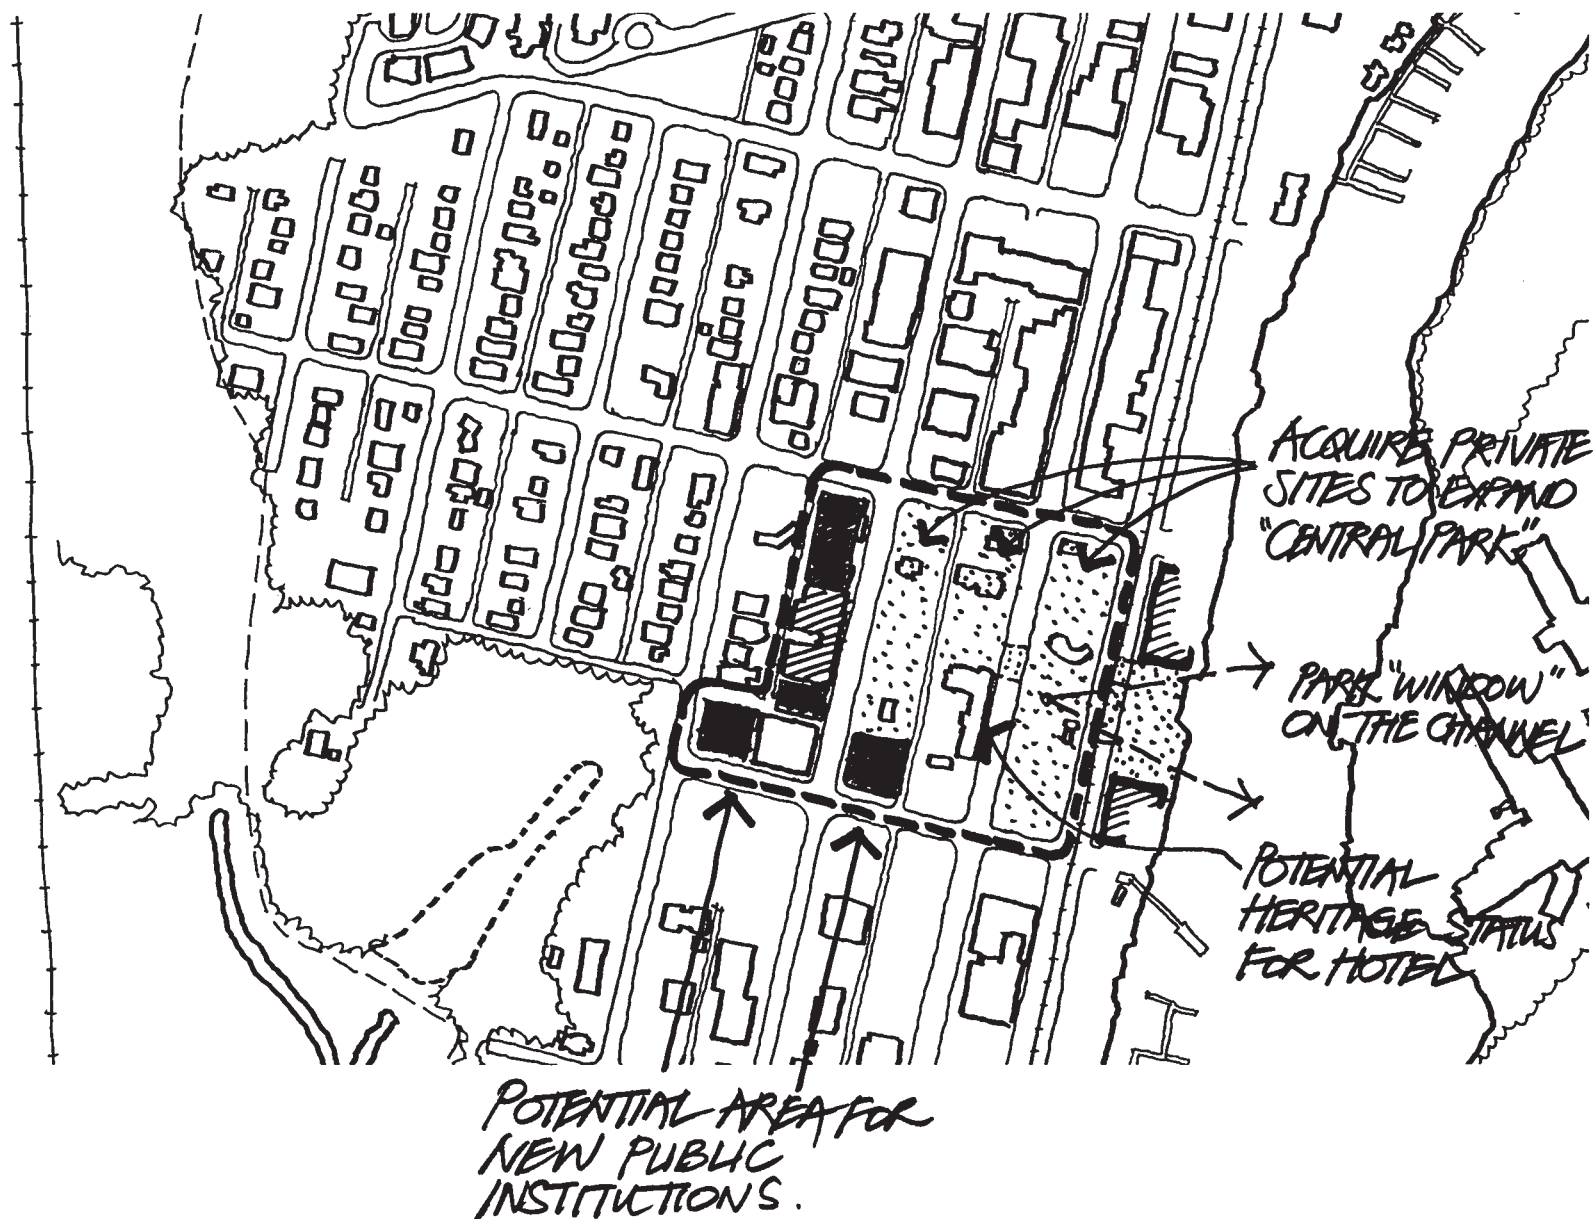 ACQUIRE PRIVATE
SITES TO EXPAND
"CENTRAL PARK"
PARK "WINDOW"
ON THE CHANNEL
POTENTIAL
HERITAGE STATUS
FOR HOTEL
POTENTIAL AREA FOR
NEW PUBLIC
INSTITUTIONS.